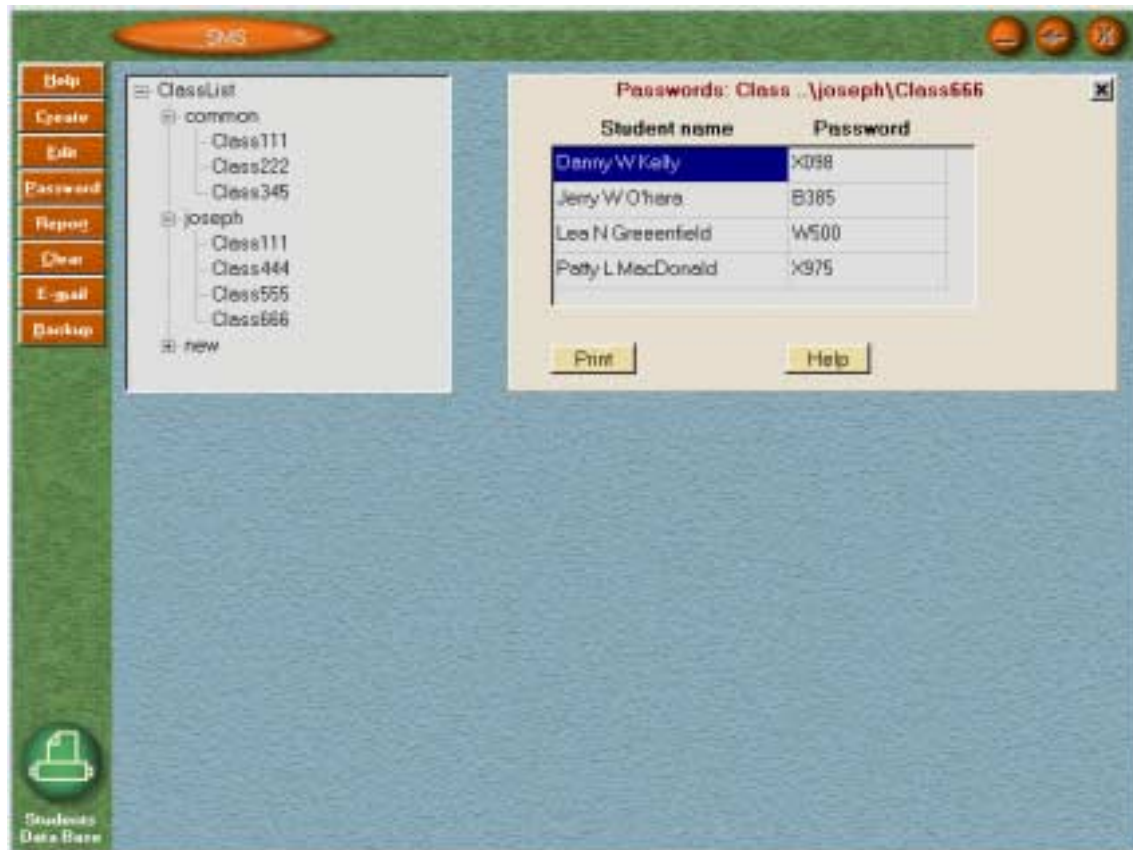 SMS
Help
Create
Edit
Password
Report
Clear
E-mail
Backup
ClassList
common
Class111
Class222
Class345
joseph
Class111
Class444
Class555
Class666
new
Passwords: Class ..\joseph\Class666
Student name Password
Danny W Kelly X098
Jerry W O'hara B385
Lea N Greeenfield W500
Patty L MacDonald X975
Print Help
Students
Data Base